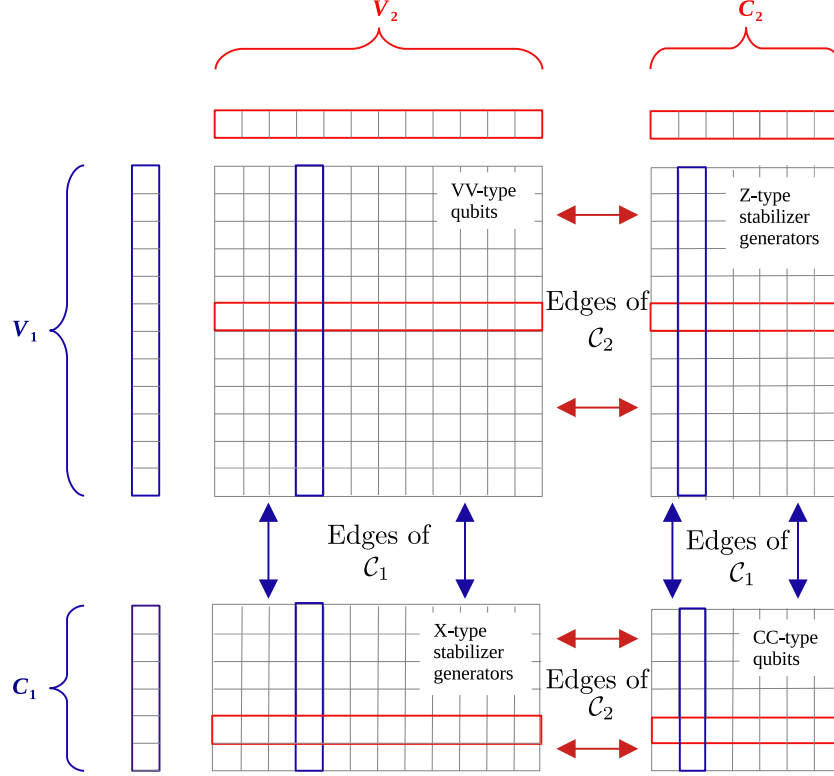 V₂
C₂
VV-type
qubits
Z-type
stabilizer
generators
V₁
Edges of
𝒞₂
Edges of
𝒞₁
Edges of
𝒞₁
X-type
stabilizer
generators
CC-type
qubits
C₁
Edges of
𝒞₂